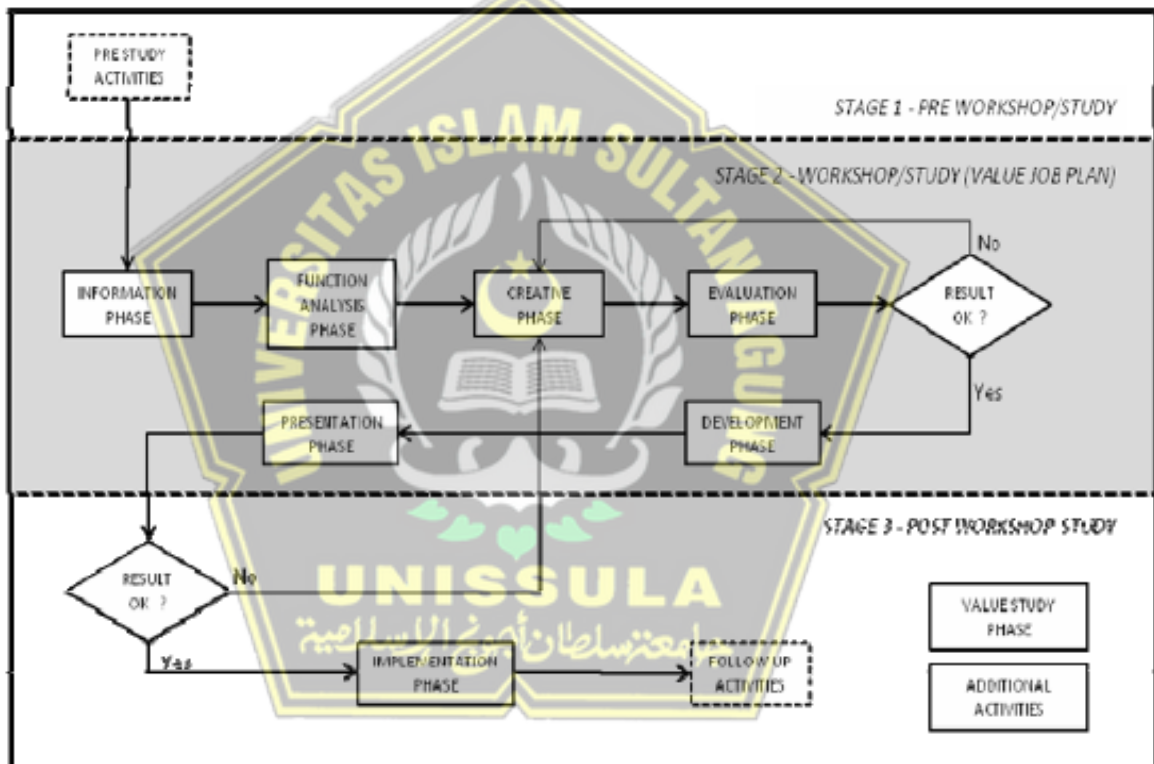 PRE STUDY
ACTIVITIES
STAGE 1 - PRE WORKSHOP/STUDY
STAGE 2 - WORKSHOP/STUDY (VALUE JOB PLAN)
No
INFORMATION
PHASE
FUNCTION
ANALYSIS
PHASE
CREATIVE
PHASE
EVALUATION
PHASE
RESULT
OK ?
Yes
PRESENTATION
PHASE
DEVELOPMENT
PHASE
STAGE 3 - POST WORKSHOP STUDY
RESULT
OK ?
No
Yes
IMPLEMENTATION
PHASE
FOLLOW UP
ACTIVITIES
VALUE STUDY
PHASE
ADDITIONAL
ACTIVITIES
UNIVERSITAS ISLAM SULTAN AGUNG
UNISSULA
جامعة سلطان أجونج الإسلامية